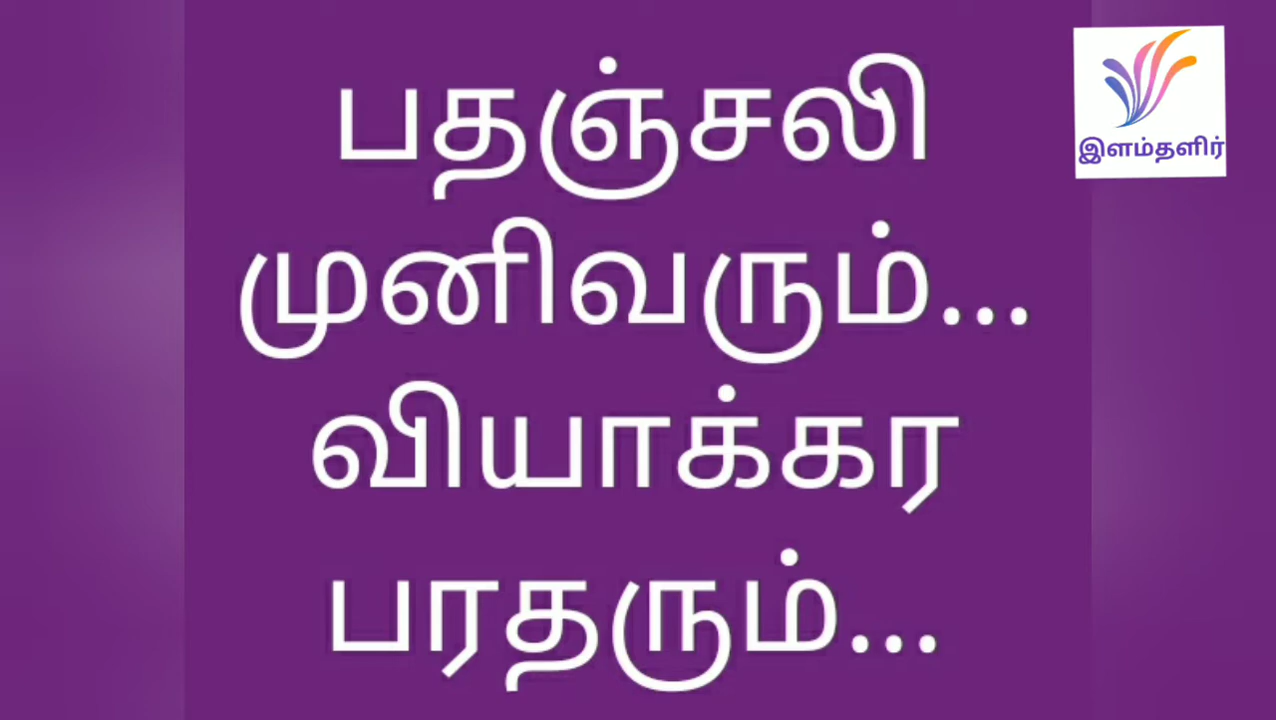 பதஞ்சலி
இளம்தளிர்
முனிவரும்...
வியாக்கர
பரதரும்...